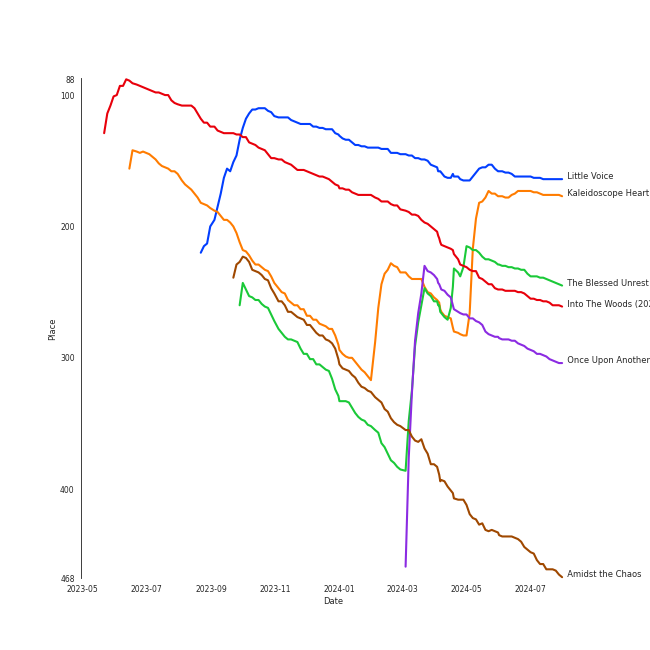 88
100
200
300
400
468
Place
2023-05
2023-07
2023-09
2023-11
2024-01
2024-03
2024-05
2024-07
Date
Little Voice
Kaleidoscope Heart
The Blessed Unrest
Into The Woods (202
Once Upon Another
Amidst the Chaos